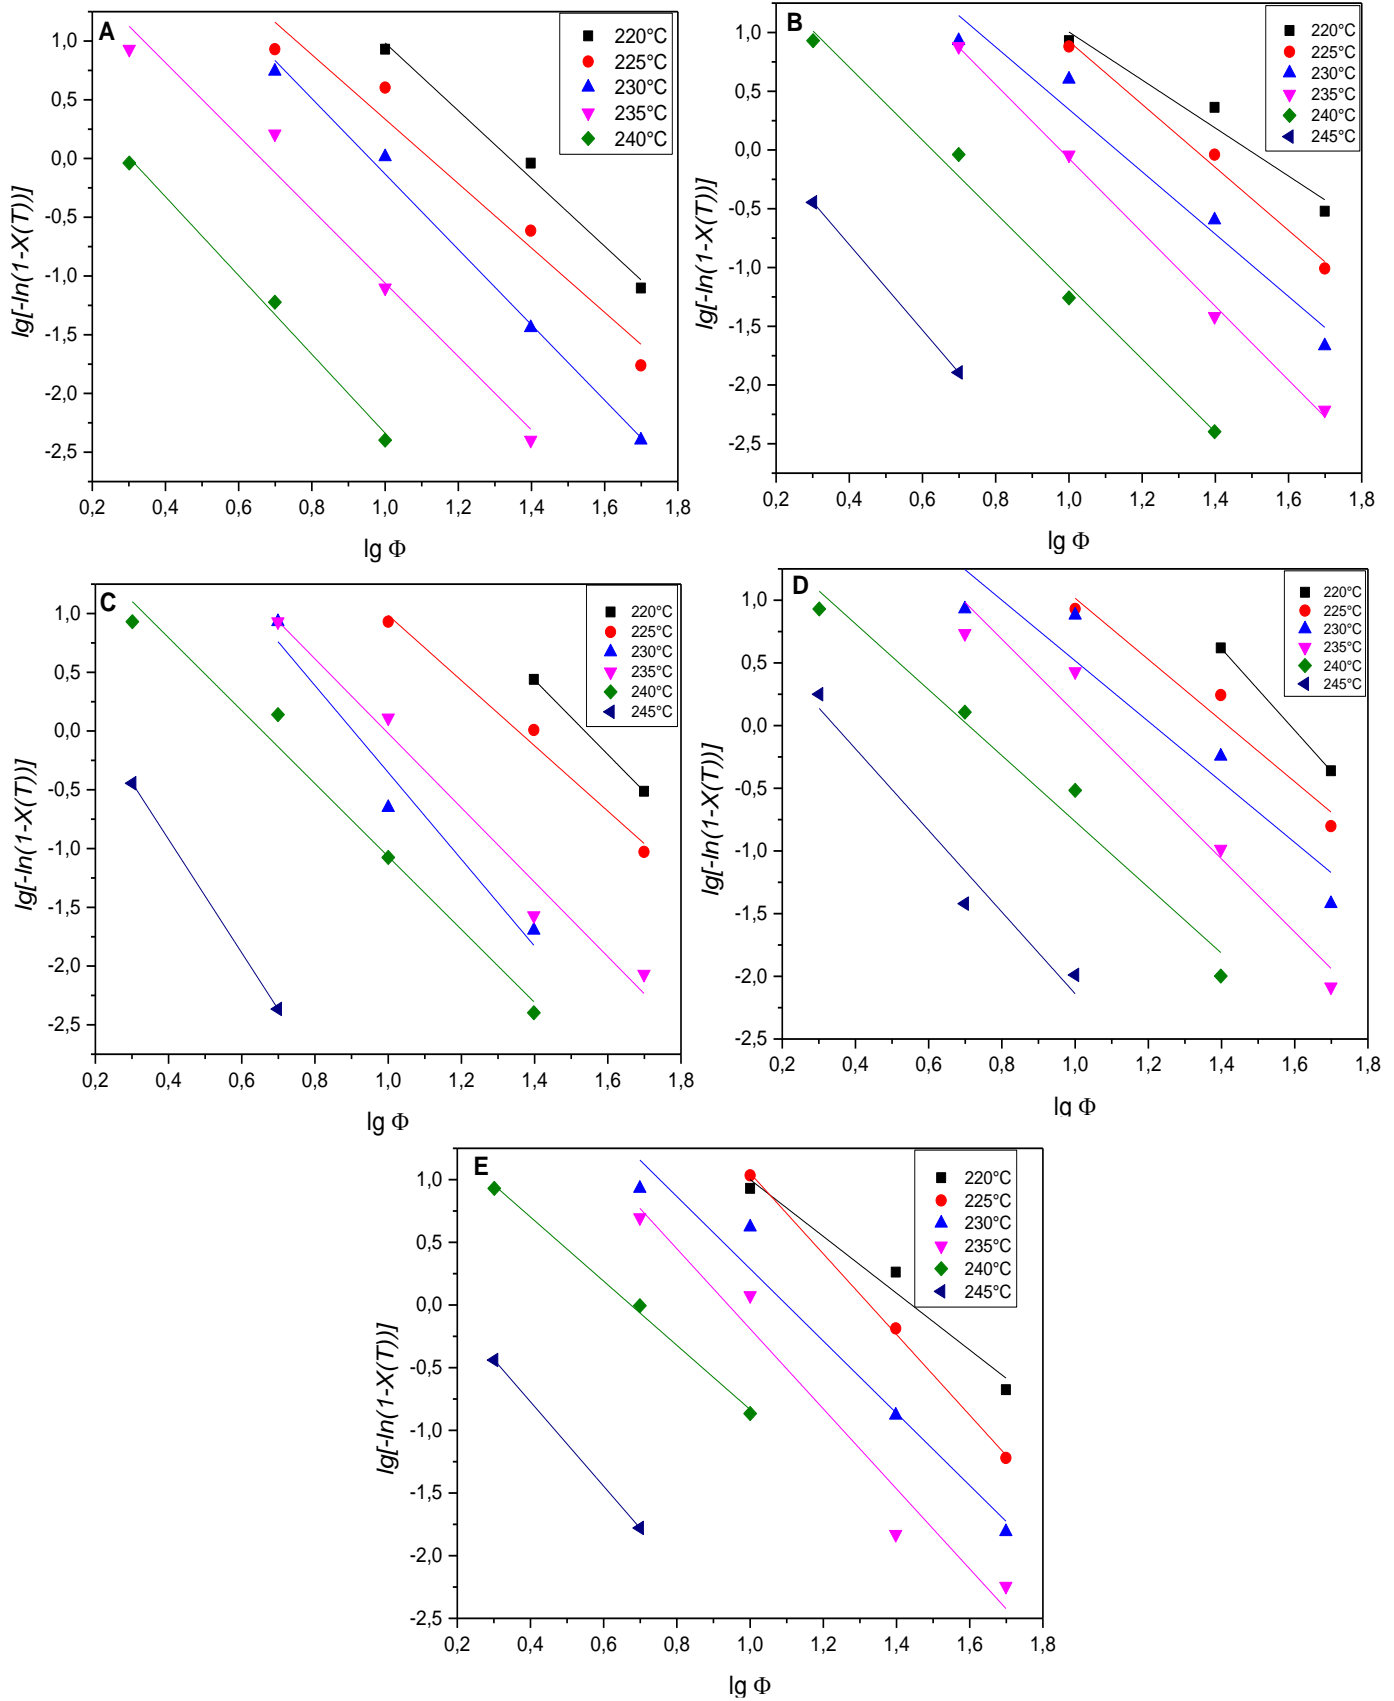 A
220°C
225°C
230°C
235°C
240°C
1,0
0,5
0,0
-0,5
-1,0
-1,5
-2,0
-2,5
lg[-ln(1-X(T))]
0,2 0,4 0,6 0,8 1,0 1,2 1,4 1,6 1,8
lg Φ
B
220°C
225°C
230°C
235°C
240°C
245°C
1,0
0,5
0,0
-0,5
-1,0
-1,5
-2,0
-2,5
lg[-ln(1-X(T))]
0,2 0,4 0,6 0,8 1,0 1,2 1,4 1,6 1,8
lg Φ
C
220°C
225°C
230°C
235°C
240°C
245°C
1,0
0,5
0,0
-0,5
-1,0
-1,5
-2,0
-2,5
lg[-ln(1-X(T))]
0,2 0,4 0,6 0,8 1,0 1,2 1,4 1,6 1,8
lg Φ
D
220°C
225°C
230°C
235°C
240°C
245°C
1,0
0,5
0,0
-0,5
-1,0
-1,5
-2,0
-2,5
lg[-ln(1-X(T))]
0,2 0,4 0,6 0,8 1,0 1,2 1,4 1,6 1,8
lg Φ
E
220°C
225°C
230°C
235°C
240°C
245°C
1,0
0,5
0,0
-0,5
-1,0
-1,5
-2,0
-2,5
lg[-ln(1-X(T))]
0,2 0,4 0,6 0,8 1,0 1,2 1,4 1,6 1,8
lg Φ